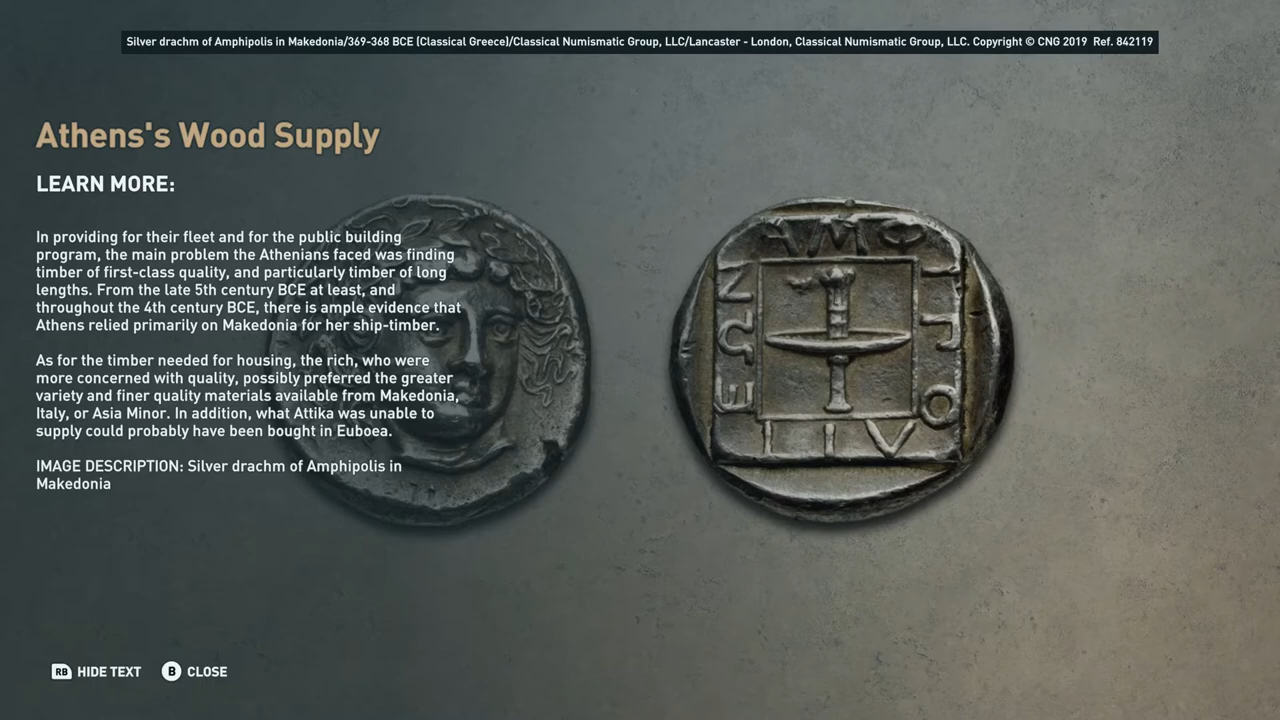 Silver drachm of Amphipolis in Makedonia/369-368 BCE (Classical Greece)/Classical Numismatic Group, LLC/Lancaster - London, Classical Numismatic Group, LLC. Copyright © CNG 2019 Ref. 842119
Athens's Wood Supply
LEARN MORE:
In providing for their fleet and for the public building
program, the main problem the Athenians faced was finding
timber of first-class quality, and particularly timber of long
lengths. From the late 5th century BCE at least, and
throughout the 4th century BCE, there is ample evidence that
Athens relied primarily on Makedonia for her ship-timber.
As for the timber needed for housing, the rich, who were
more concerned with quality, possibly preferred the greater
variety and finer quality materials available from Makedonia,
Italy, or Asia Minor. In addition, what Attika was unable to
supply could probably have been bought in Euboea.
IMAGE DESCRIPTION: Silver drachm of Amphipolis in
Makedonia
RB HIDE TEXT B CLOSE